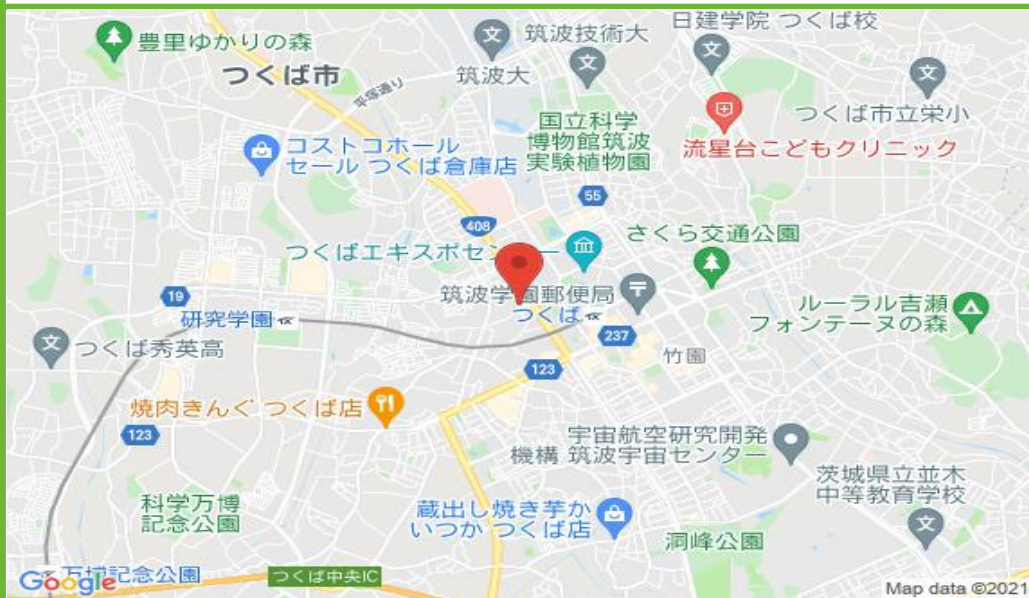 豊里ゆかりの森
つくば市
平塚通り
筑波技術大
筑波大
日建学院 つくば校
つくば市立栄小
国立科学
博物館筑波
実験植物園
流星台こどもクリニック
コストコホール
セール つくば倉庫店
55
408
つくばエキスポセンター
さくら交通公園
19
研究学園
筑波学園郵便局
つくば
237
竹園
ルーラル吉瀬
フォンテーヌの森
つくば秀英高
123
焼肉きんぐ つくば店
123
宇宙航空研究開発
機構 筑波宇宙センター
茨城県立並木
中等教育学校
科学万博
記念公園
蔵出し焼き芋か
いつか つくば店
洞峰公園
万博記念公園
つくば中央IC
Google
Map data ©2021